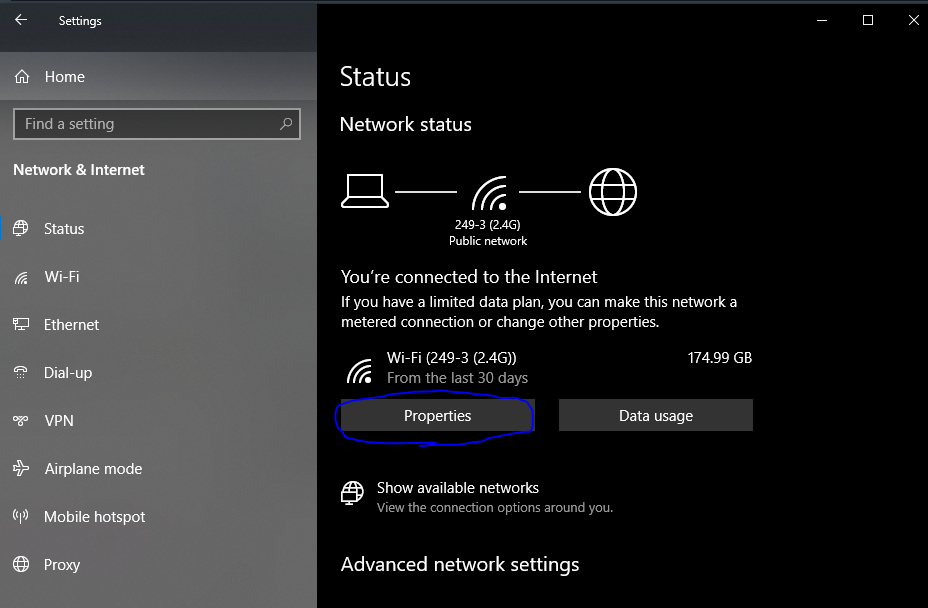 Settings
Home
Find a setting
Network & Internet
Status
Wi-Fi
Ethernet
Dial-up
VPN
Airplane mode
Mobile hotspot
Proxy
Status
Network status
249-3 (2.4G)
Public network
You're connected to the Internet
If you have a limited data plan, you can make this network a
metered connection or change other properties.
Wi-Fi (249-3 (2.4G)) 174.99 GB
From the last 30 days
Properties Data usage
Show available networks
View the connection options around you.
Advanced network settings